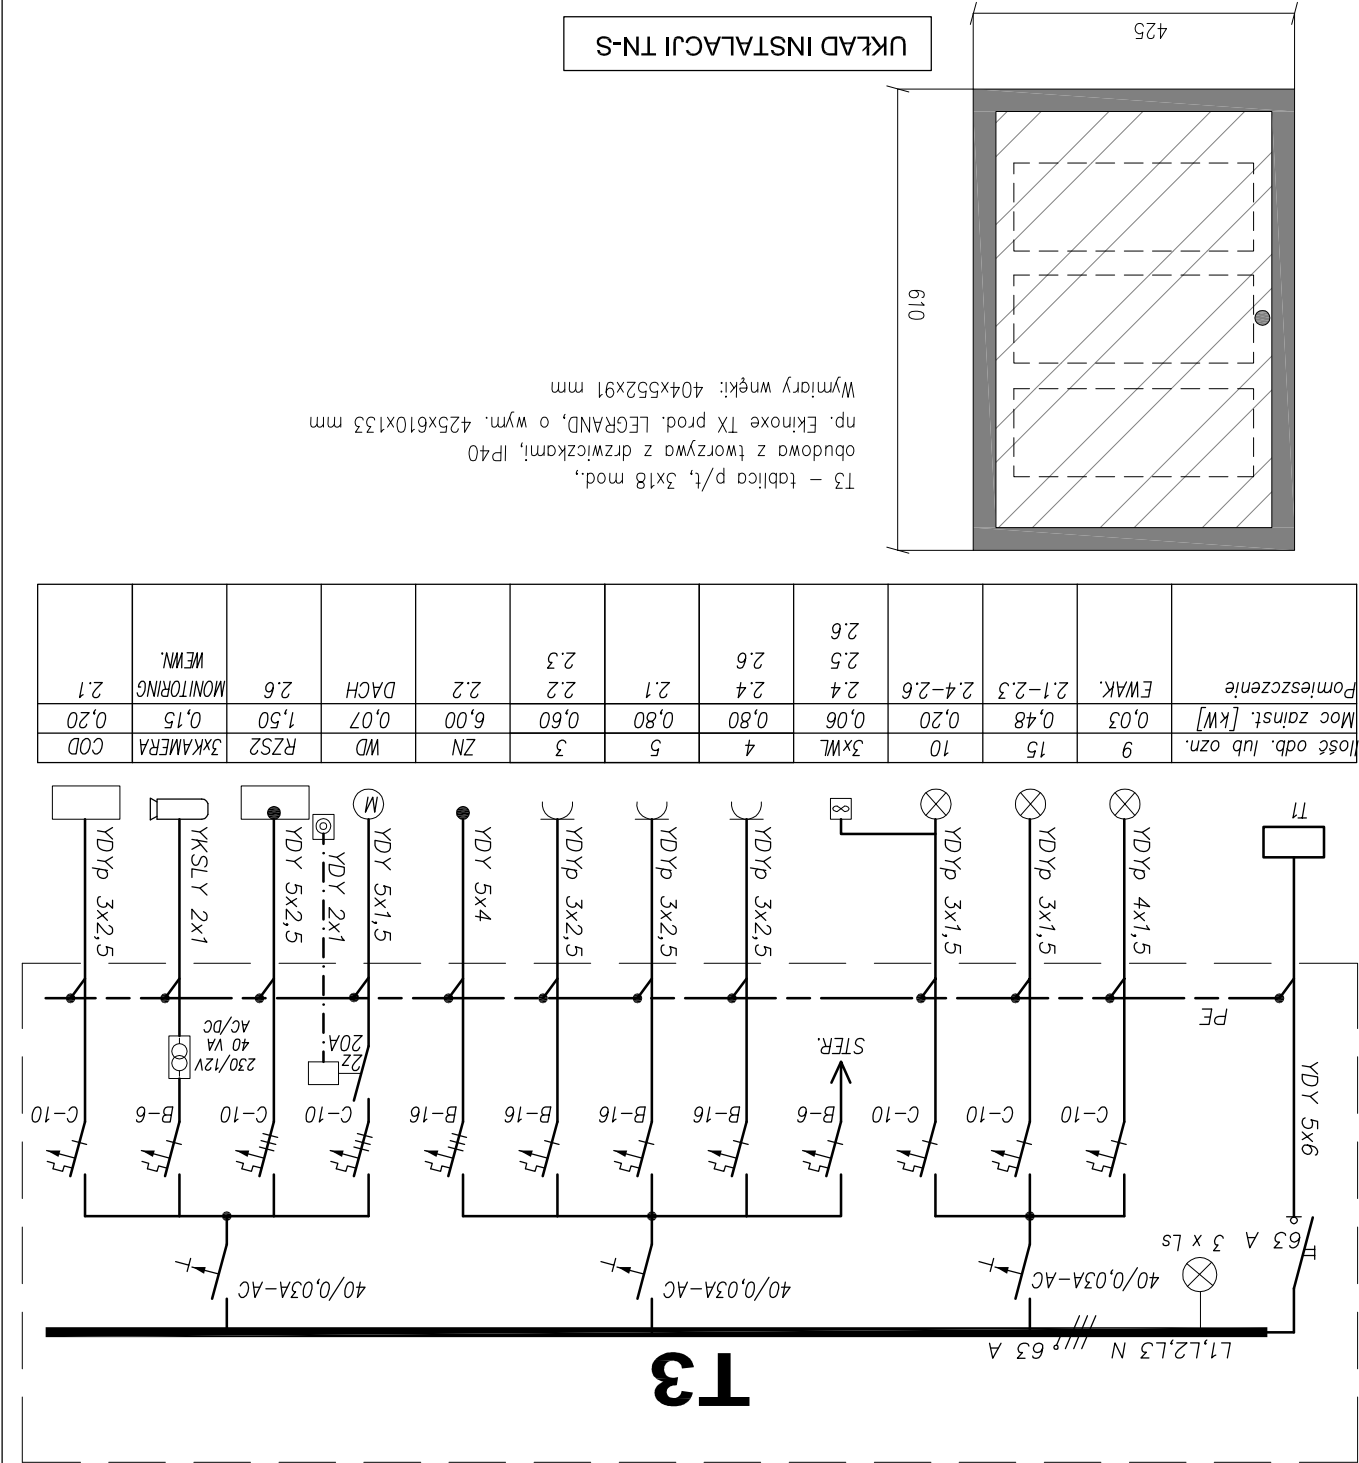 T3
L1,L2,L3 N 63 A
63 A
3 x Ls
40/0,03A-AC
40/0,03A-AC
40/0,03A-AC
YDY 5x6
C-10
C-10
C-10
B-6
B-16
B-16
B-16
B-16
C-10
C-10
B-6
C-10
STER.
2z
20A
230/12V
40 VA
AC/DC
PE
YDYp 4x1,5
YDYp 3x1,5
YDYp 3x1,5
YDYp 3x2,5
YDYp 3x2,5
YDYp 3x2,5
YDY 5x4
YDY 5x1,5
YDY 2x1
YDY 5x2,5
YKSLY 2x1
YDYp 3x2,5
T1
M
Ilość odb. lub ozn. 9 15 10 3xWL 4 5 3 ZN WD RZS2 3xKAMERA COD
Moc zainst. [kW] 0,03 0,48 0,20 0,06 0,80 0,80 0,60 6,00 0,07 1,50 0,15 0,20
Pomieszczenie EWAK. 2.1-2.3 2.4-2.6 2.4 2.4 2.1 2.2 2.2 DACH 2.6 MONITORING 2.1
2.5 2.6 2.3 WEWN.
2.6
T3 - tablica p/t, 3x18 mod.,
obudowa z tworzywa z drzwiczkami, IP40
np. Ekinoxe TX prod. LEGRAND, o wym. 425x610x133 mm
Wymiary wnęki: 404x552x91 mm
610
425
UKŁAD INSTALACJI TN-S